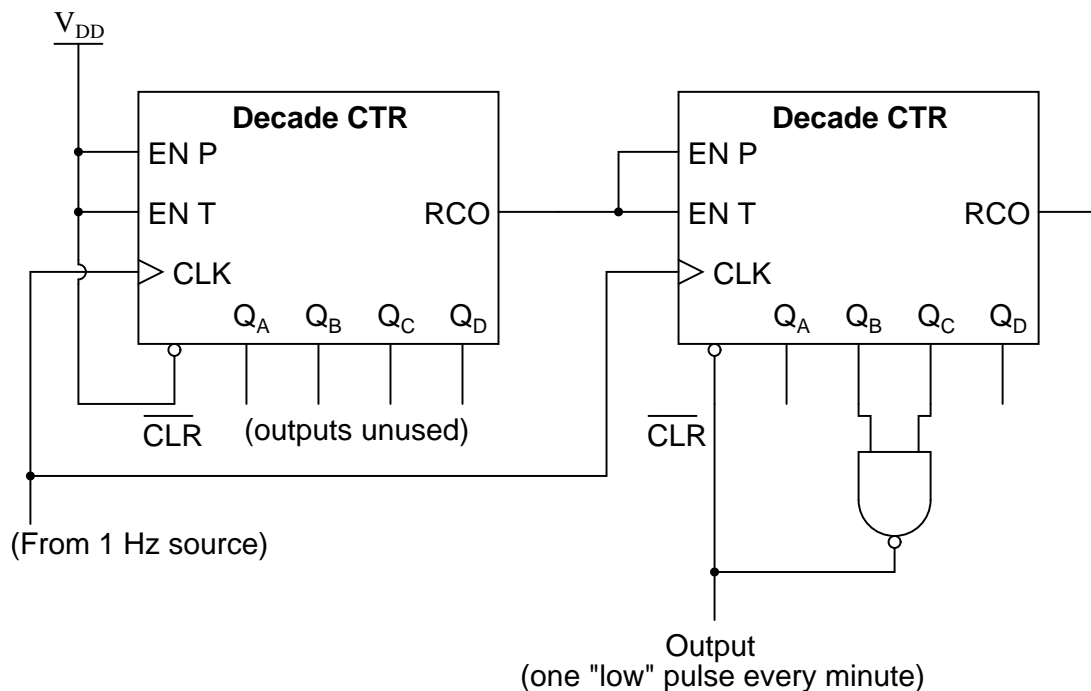 VDD
Decade CTR
EN P
EN T
RCO
CLK
QA QB QC QD
CLR
(outputs unused)
Decade CTR
EN P
EN T
RCO
CLK
QA QB QC QD
CLR
(From 1 Hz source)
Output
(one "low" pulse every minute)